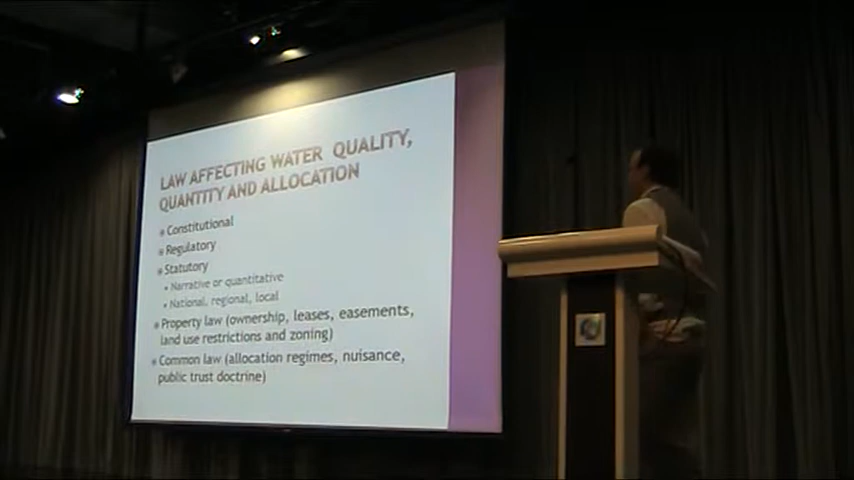 LAW AFFECTING WATER QUALITY,
QUANTITY AND ALLOCATION
Constitutional
Regulatory
Statutory
Narrative or quantitative
National, regional, local
Property law (ownership, leases, easements,
land use restrictions and zoning)
Common law (allocation regimes, nuisance,
public trust doctrine)